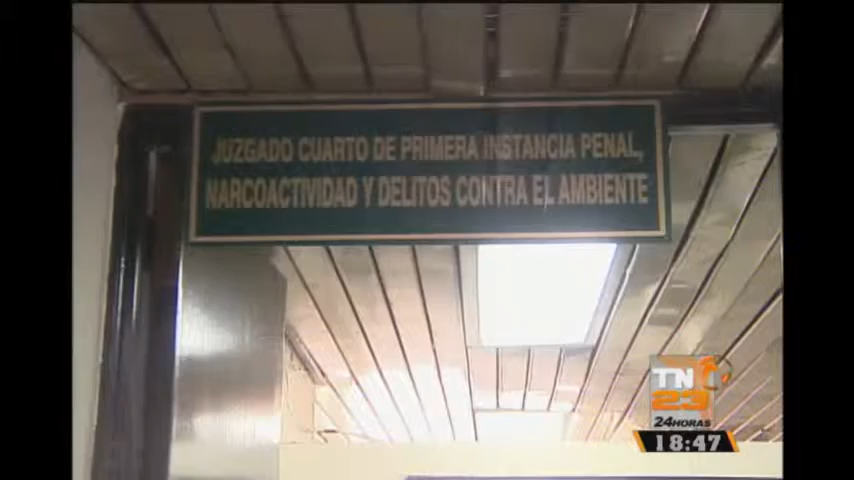 JUZGADO CUARTO DE PRIMERA INSTANCIA PENAL,
NARCOACTIVIDAD Y DELITOS CONTRA EL AMBIENTE
TN
23
24HORAS
18:47